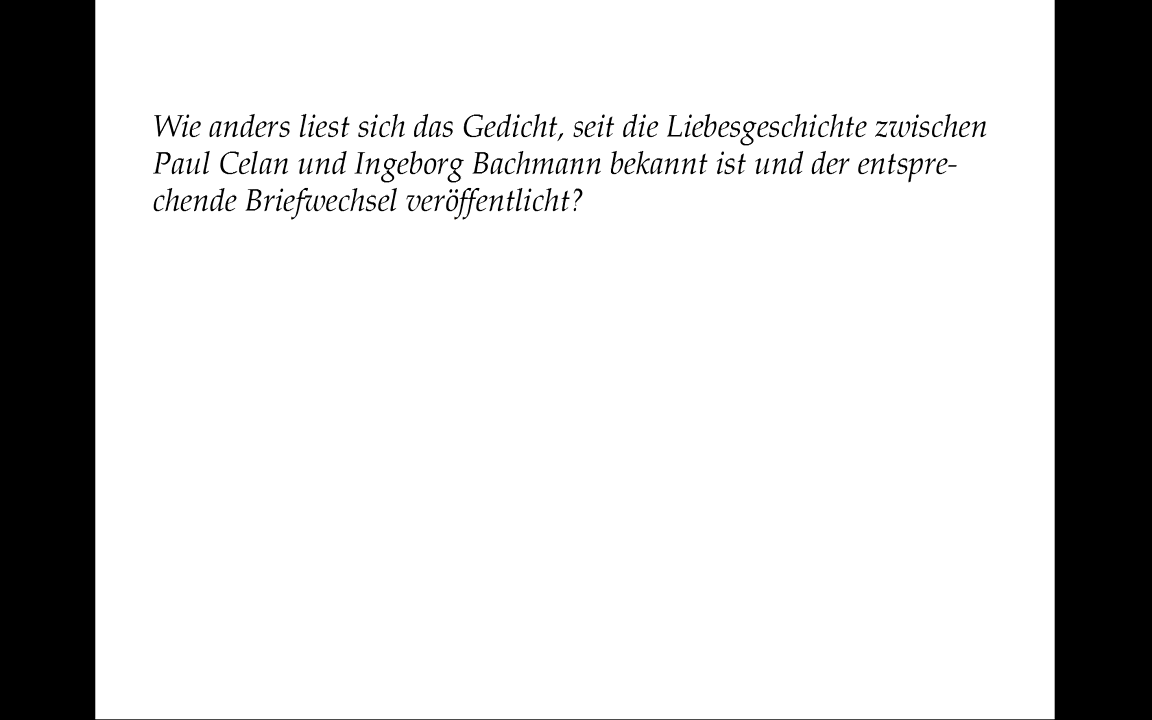 Wie anders liest sich das Gedicht, seit die Liebesgeschichte zwischen
Paul Celan und Ingeborg Bachmann bekannt ist und der entspre-
chende Briefwechsel veröffentlicht?